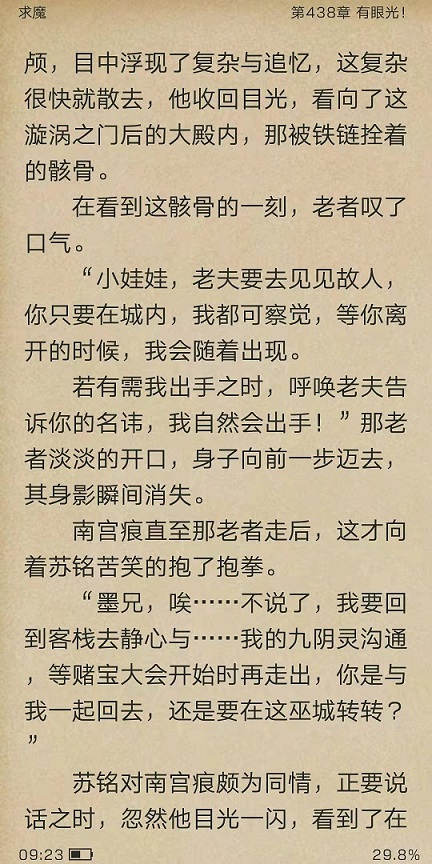 求魔 第438章 有眼光！
颅，目中浮现了复杂与追忆，这复杂
很快就散去，他收回目光，看向了这
漩涡之门后的大殿内，那被铁链拴着
的骸骨。
在看到这骸骨的一刻，老者叹了
口气。
“小娃娃，老夫要去见见故人，
你只要在城内，我都可察觉，等你离
开的时候，我会随着出现。
若有需我出手之时，呼唤老夫告
诉你的名讳，我自然会出手！”那老
者淡淡的开口，身子向前一步迈去，
其身影瞬间消失。
南宫痕直至那老者走后，这才向
着苏铭苦笑的抱了抱拳。
“墨兄，唉……不说了，我要回
到客栈去静心与……我的九阴灵沟通
，等赌宝大会开始时再走出，你是与
我一起回去，还是要在这巫城转转？
”
苏铭对南宫痕颇为同情，正要说
话之时，忽然他目光一闪，看到了在
09:23 29.8%